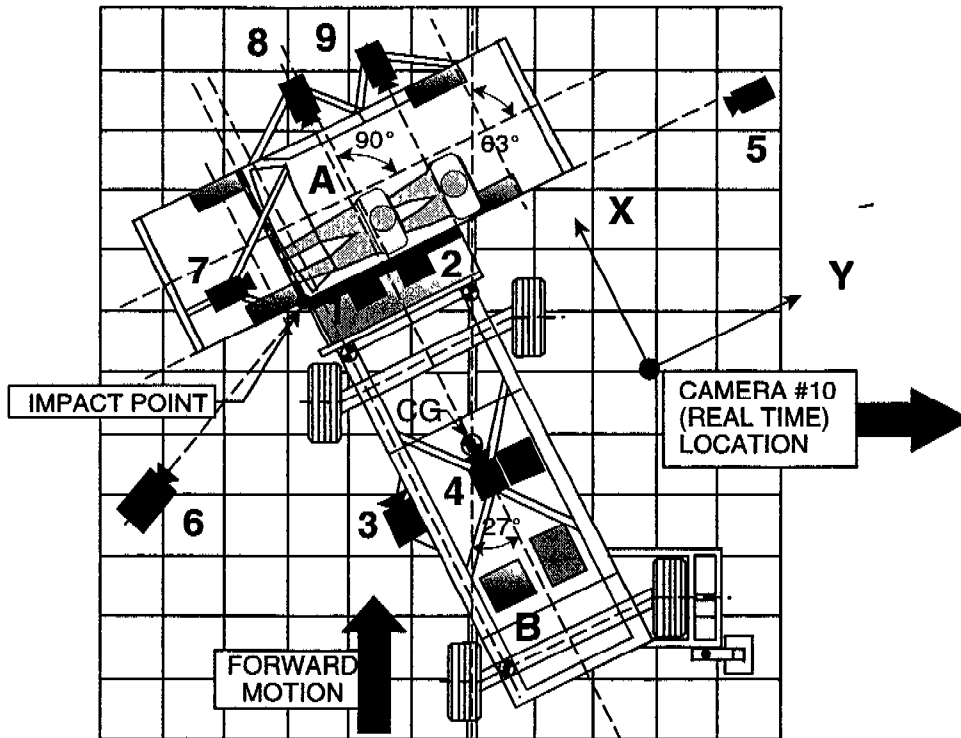 8
9
90°
63°
5
A
X
7
2
Y
1
IMPACT POINT
CAMERA #10
(REAL TIME)
LOCATION
CG
6
3
4
27°
B
FORWARD
MOTION